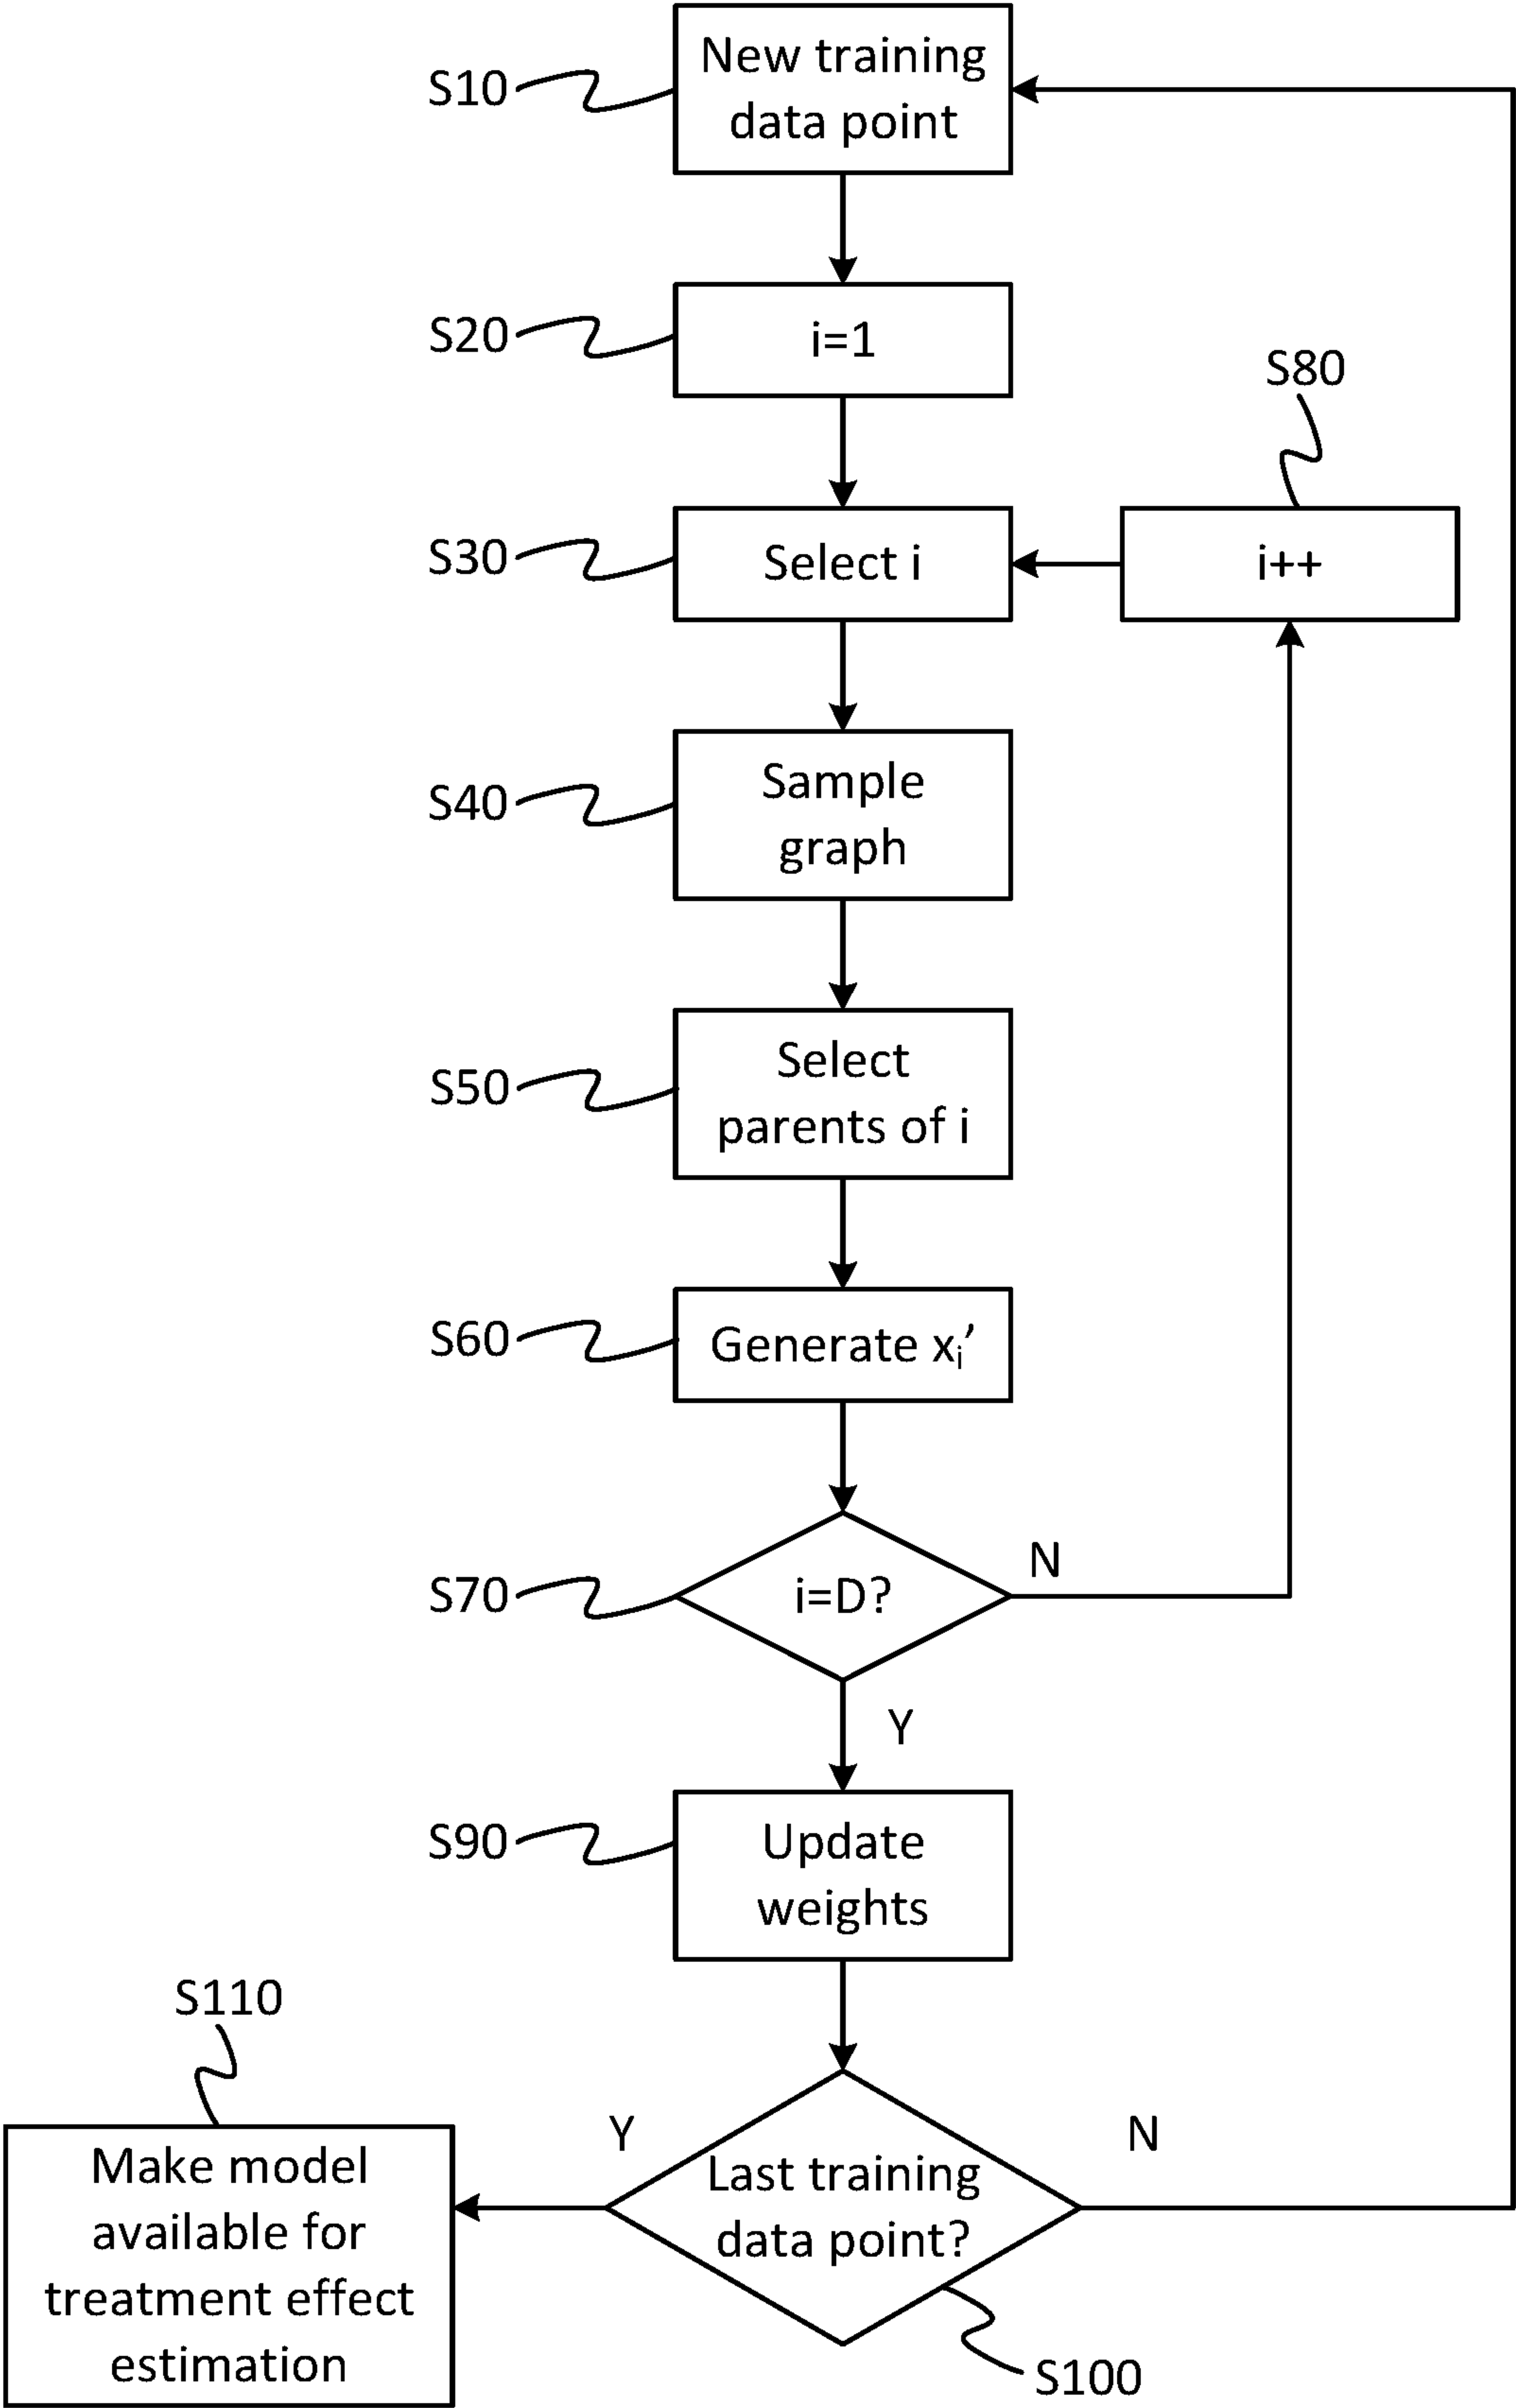 New training
data point
S10
S20
i=1
S80
S30
Select i
i++
S40
Sample
graph
S50
Select
parents of i
S60
Generate xi’
S70
i=D?
N
Y
S90
Update
weights
S110
Y
N
Last training
data point?
Make model
available for
treatment effect
estimation
S100